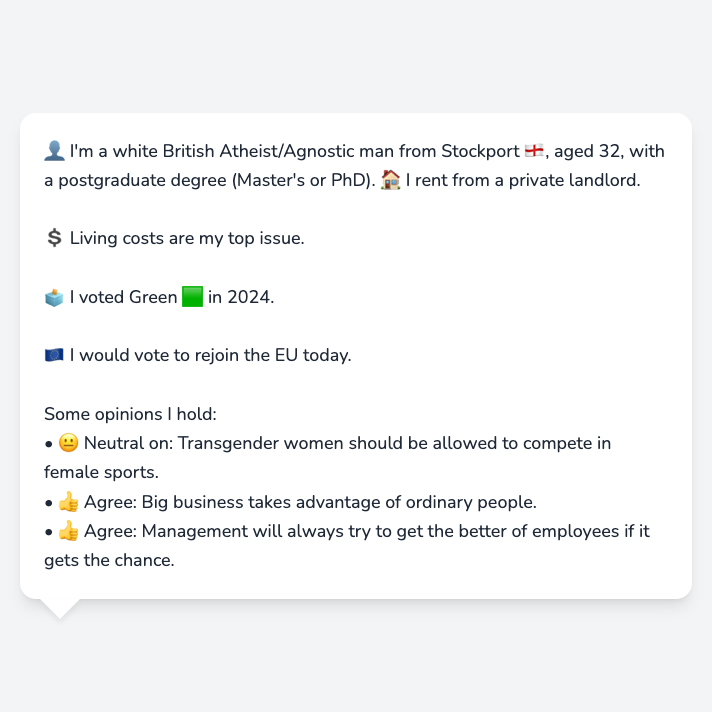 👤 I'm a white British Atheist/Agnostic man from Stockport 🏴󠁧󠁢󠁥󠁮󠁧󠁿, aged 32, with
a postgraduate degree (Master's or PhD). 🏠 I rent from a private landlord.
💲 Living costs are my top issue.
🗳️ I voted Green 🟩 in 2024.
🇪🇺 I would vote to rejoin the EU today.
Some opinions I hold:
• 😐 Neutral on: Transgender women should be allowed to compete in
female sports.
• 👍 Agree: Big business takes advantage of ordinary people.
• 👍 Agree: Management will always try to get the better of employees if it
gets the chance.